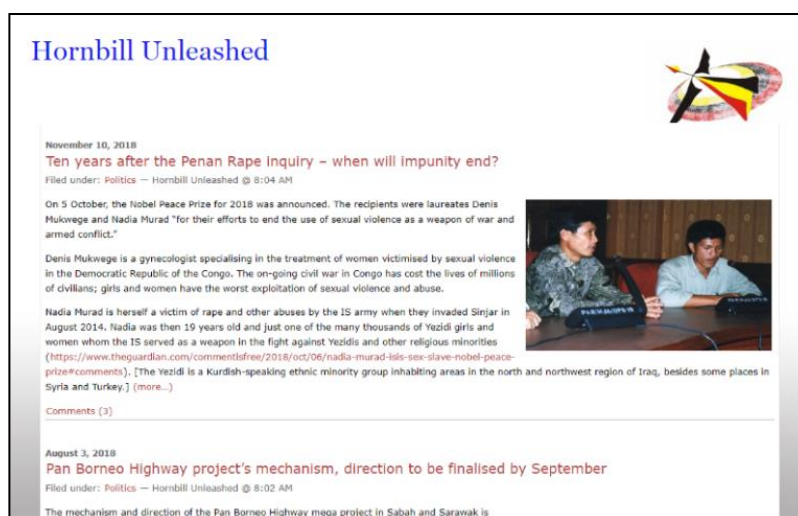 Hornbill Unleashed
November 10, 2018
Ten years after the Penan Rape inquiry – when will impunity end?
Filed under: Politics — Hornbill Unleashed @ 8:04 AM
On 5 October, the Nobel Peace Prize for 2018 was announced. The recipients were laureates Denis
Mukwege and Nadia Murad "for their efforts to end the use of sexual violence as a weapon of war and
armed conflict."
Denis Mukwege is a gynecologist specialising in the treatment of women victimised by sexual violence
in the Democratic Republic of the Congo. The on-going civil war in Congo has cost the lives of millions
of civilians; girls and women have the worst exploitation of sexual violence and abuse.
Nadia Murad is herself a victim of rape and other abuses by the IS army when they invaded Sinjar in
August 2014. Nadia was then 19 years old and just one of the many thousands of Yezidi girls and
women whom the IS served as a weapon in the fight against Yezidis and other religious minorities
(https://www.theguardian.com/commentisfree/2018/oct/06/nadia-murad-isis-sex-slave-nobel-peace-
prize#comments). [The Yezidi is a Kurdish-speaking ethnic minority group inhabiting areas in the north and northwest region of Iraq, besides some places in
Syria and Turkey.] (more...)
Comments (3)
August 3, 2018
Pan Borneo Highway project's mechanism, direction to be finalised by September
Filed under: Politics — Hornbill Unleashed @ 8:02 AM
The mechanism and direction of the Pan Borneo Highway mega project in Sabah and Sarawak is